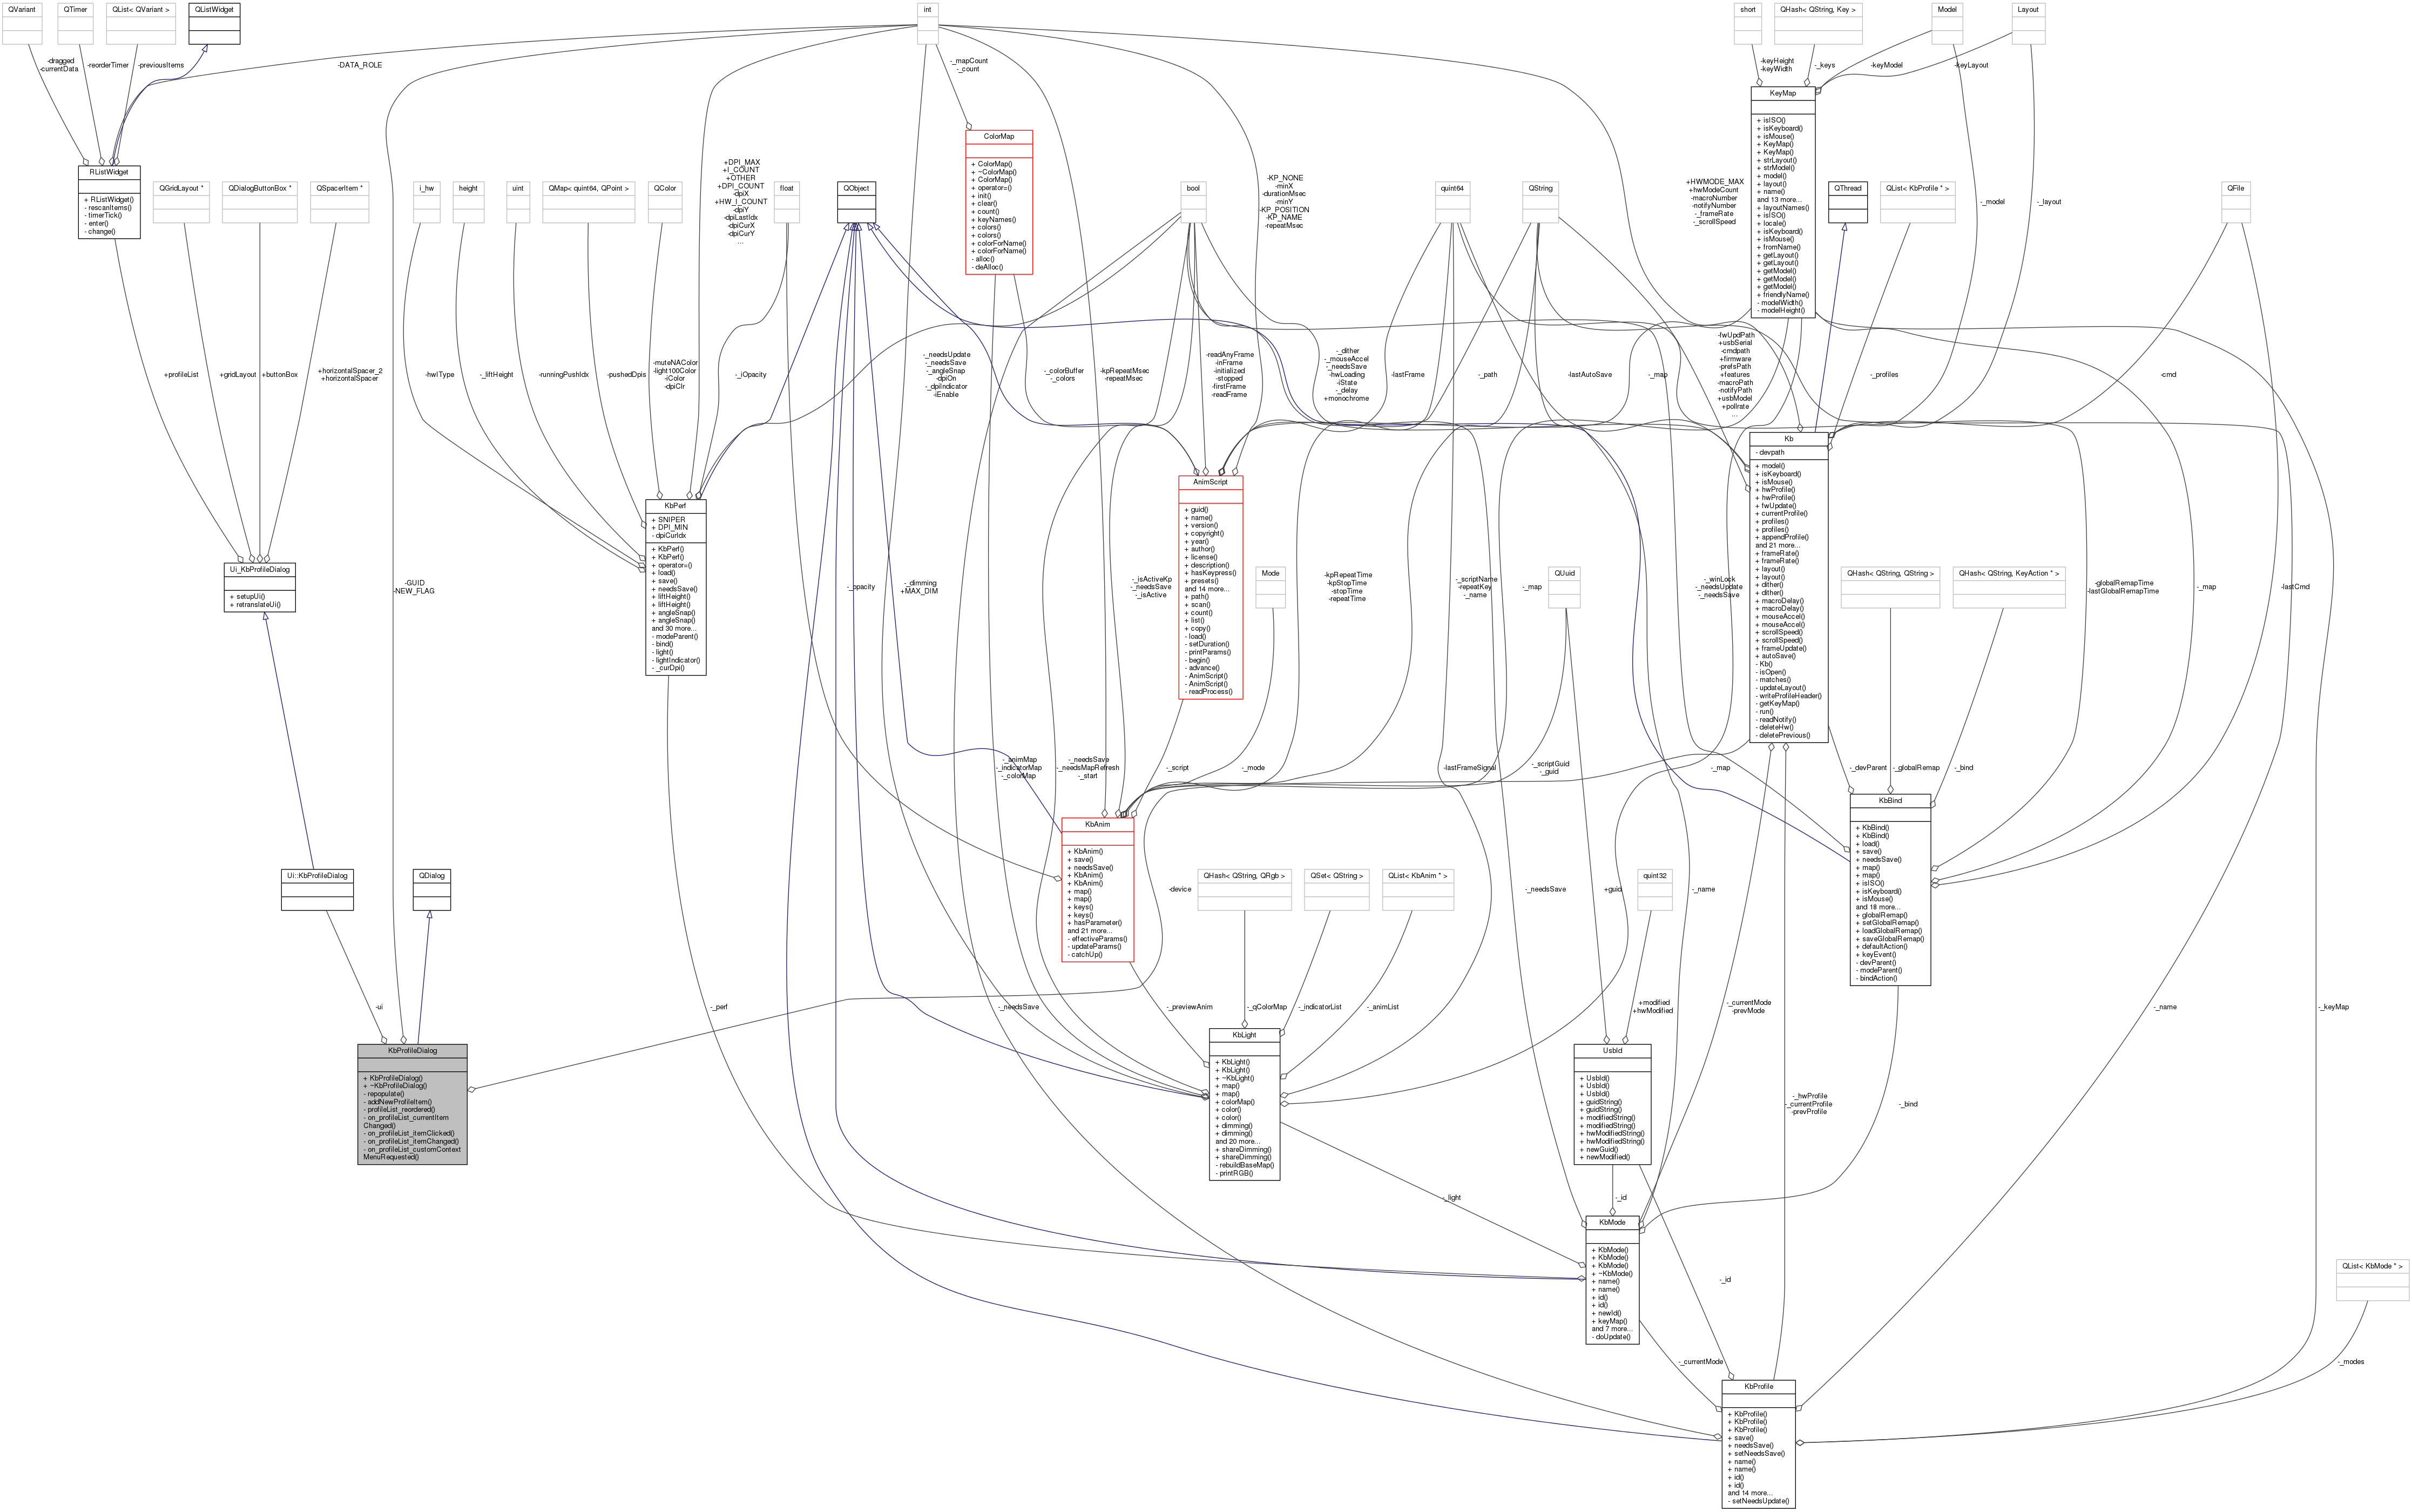 QVariant
QTimer
QList< QVariant >
QListWidget
int
short
QHash< QString, Key >
Model
Layout
-dragged
-currentData
-reorderTimer
-previousItems
-DATA_ROLE
-_mapCount
-_count
-keyHeight
-keyWidth
-_keys
-keyModel
-keyLayout
RListWidget
+ RListWidget()
- rescanItems()
- timerTick()
- enter()
- change()
QGridLayout *
QDialogButtonBox *
QSpacerItem *
i_hw
height
uint
QMap< quint64, QPoint >
QColor
+DPI_MAX
+I_COUNT
+OTHER
+DPI_COUNT
-dpiX
+HW_I_COUNT
-dpiY
-dpiLastIdx
-dpiCurX
-dpiCurY
...
float
QObject
ColorMap
+ ColorMap()
+ ~ColorMap()
+ ColorMap()
+ operator=()
+ init()
+ clear()
+ count()
+ keyNames()
+ colors()
+ colors()
+ colorForName()
+ colorForName()
- alloc()
- deAlloc()
bool
-KP_NONE
-minX
-durationMsec
-minY
-KP_POSITION
-KP_NAME
-repeatMsec
quint64
QString
+HWMODE_MAX
+hwModeCount
-macroNumber
-notifyNumber
-_frameRate
-_scrollSpeed
KeyMap
+ isISO()
+ isKeyboard()
+ isMouse()
+ KeyMap()
+ KeyMap()
+ strLayout()
+ strModel()
+ model()
+ layout()
+ name()
and 13 more...
+ layoutNames()
+ isISO()
+ locale()
+ isKeyboard()
+ isMouse()
+ fromName()
+ getLayout()
+ getLayout()
+ getModel()
+ getModel()
+ getModel()
+ friendlyName()
- modelWidth()
- modelHeight()
QThread
QList< KbProfile * >
-_model
-_layout
QFile
+profileList
+gridLayout
+buttonBox
+horizontalSpacer_2
+horizontalSpacer
-hwIType
-_liftHeight
-runningPushIdx
-pushedDpis
-muteNAColor
-light100Color
-iColor
-dpiClr
-_iOpacity
-_needsUpdate
-_needsSave
-_angleSnap
-dpiOn
-_dpiIndicator
-iEnable
-_colorBuffer
-_colors
-kpRepeatMsec
-repeatMsec
-readAnyFrame
-inFrame
-initialized
-stopped
-firstFrame
-readFrame
-_dither
-_mouseAccel
-_needsSave
-hwLoading
-iState
-_delay
+monochrome
-lastFrame
-_path
-lastAutoSave
-_map
-fwUpdPath
+usbSerial
-cmdpath
+firmware
-prefsPath
+features
-macroPath
-notifyPath
+usbModel
+pollrate
...
-_profiles
-cmd
Kb
- devpath
+ model()
+ isKeyboard()
+ isMouse()
+ hwProfile()
+ hwProfile()
+ fwUpdate()
+ currentProfile()
+ profiles()
+ profiles()
+ appendProfile()
and 21 more...
+ frameRate()
+ frameRate()
+ layout()
+ layout()
+ dither()
+ dither()
+ macroDelay()
+ macroDelay()
+ mouseAccel()
+ mouseAccel()
+ scrollSpeed()
+ scrollSpeed()
+ frameUpdate()
+ autoSave()
- Kb()
- isOpen()
- matches()
- updateLayout()
- writeProfileHeader()
- getKeyMap()
- run()
- readNotify()
- deleteHw()
- deletePrevious()
KbPerf
+ SNIPER
+ DPI_MIN
- dpiCurIdx
+ KbPerf()
+ KbPerf()
+ operator=()
+ load()
+ save()
+ needsSave()
+ liftHeight()
+ liftHeight()
+ angleSnap()
+ angleSnap()
and 30 more...
- modeParent()
- bind()
- light()
- lightIndicator()
- _curDpi()
AnimScript
+ guid()
+ name()
+ version()
+ copyright()
+ year()
+ author()
+ license()
+ description()
+ hasKeypress()
+ presets()
and 14 more...
+ path()
+ scan()
+ count()
+ list()
+ copy()
- load()
- setDuration()
- printParams()
- begin()
- advance()
- AnimScript()
- AnimScript()
- readProcess()
Ui_KbProfileDialog
+ setupUi()
+ retranslateUi()
-GUID
-NEW_FLAG
-_opacity
-_dimming
+MAX_DIM
-_isActiveKp
-_needsSave
-_isActive
Mode
-kpRepeatTime
-kpStopTime
-stopTime
-repeatTime
-_scriptName
-repeatKey
-_name
-_map
QUuid
-_winLock
-_needsUpdate
-_needsSave
QHash< QString, QString >
QHash< QString, KeyAction * >
-globalRemapTime
-lastGlobalRemapTime
-_map
-lastCmd
-_animMap
-_indicatorMap
-_colorMap
-_needsSave
-_needsMapRefresh
-_start
-_script
-_mode
-lastFrameSignal
-_scriptGuid
-_guid
-_map
-_devParent
-_globalRemap
-_bind
KbBind
+ KbBind()
+ KbBind()
+ load()
+ save()
+ needsSave()
+ map()
+ map()
+ isISO()
+ isKeyboard()
+ isMouse()
and 18 more...
+ globalRemap()
+ setGlobalRemap()
+ loadGlobalRemap()
+ saveGlobalRemap()
+ defaultAction()
+ keyEvent()
- devParent()
- modeParent()
- bindAction()
KbAnim
+ KbAnim()
+ save()
+ needsSave()
+ KbAnim()
+ KbAnim()
+ map()
+ map()
+ keys()
+ keys()
+ hasParameter()
and 21 more...
- effectiveParams()
- updateParams()
- catchUp()
Ui::KbProfileDialog
QDialog
-device
QHash< QString, QRgb >
QSet< QString >
QList< KbAnim * >
-_needsSave
+guid
quint32
-_name
-ui
-_perf
-_needsSave
-_previewAnim
-_qColorMap
-_indicatorList
-_animList
+modified
+hwModified
-_currentMode
-prevMode
-_name
-_keyMap
KbProfileDialog
+ KbProfileDialog()
+ ~KbProfileDialog()
- repopulate()
- addNewProfileItem()
- profileList_reordered()
- on_profileList_currentItem
Changed()
- on_profileList_itemClicked()
- on_profileList_itemChanged()
- on_profileList_customContext
MenuRequested()
KbLight
+ KbLight()
+ KbLight()
+ ~KbLight()
+ map()
+ map()
+ colorMap()
+ color()
+ color()
+ dimming()
+ dimming()
and 20 more...
+ shareDimming()
+ shareDimming()
- rebuildBaseMap()
- printRGB()
UsbId
+ UsbId()
+ UsbId()
+ UsbId()
+ guidString()
+ guidString()
+ modifiedString()
+ modifiedString()
+ hwModifiedString()
+ hwModifiedString()
+ newGuid()
+ newModified()
-_hwProfile
-_currentProfile
-prevProfile
-_bind
-_light
-_id
KbMode
+ KbMode()
+ KbMode()
+ KbMode()
+ ~KbMode()
+ name()
+ name()
+ id()
+ id()
+ newId()
+ keyMap()
and 7 more...
- doUpdate()
-_id
QList< KbMode * >
-_currentMode
-_modes
KbProfile
+ KbProfile()
+ KbProfile()
+ KbProfile()
+ save()
+ needsSave()
+ setNeedsSave()
+ name()
+ name()
+ id()
+ id()
and 14 more...
- setNeedsUpdate()